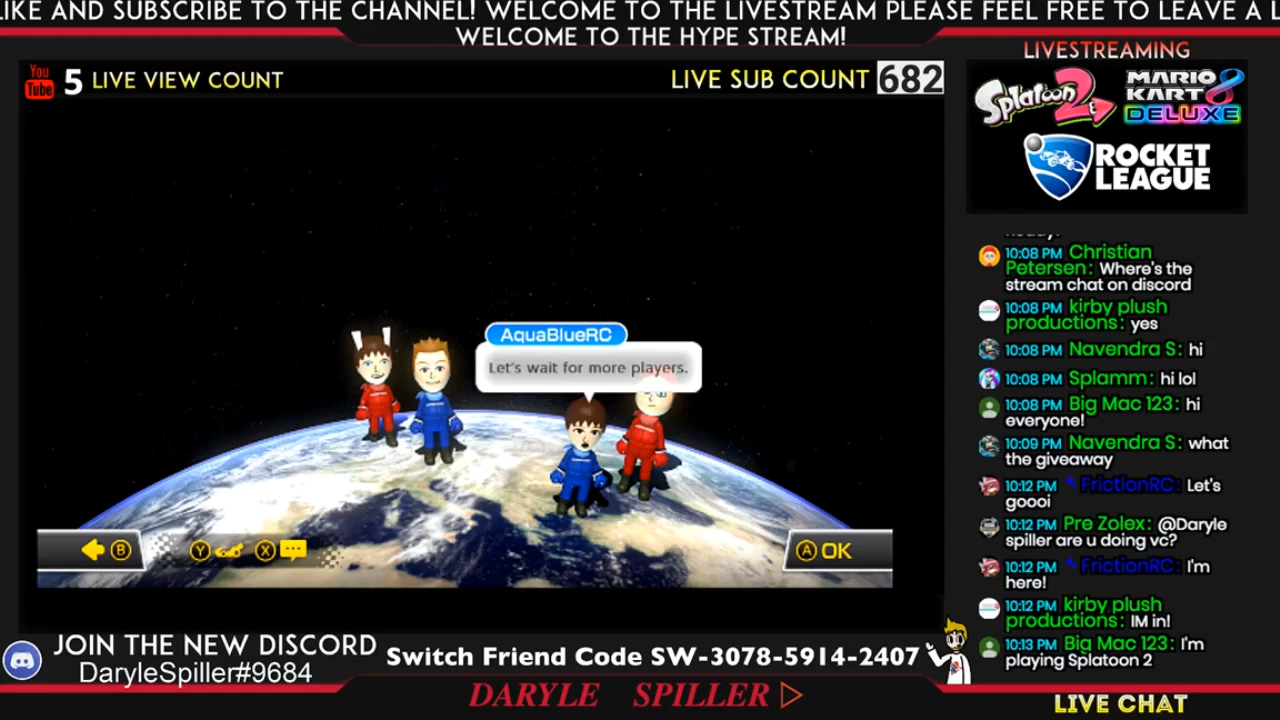 LIKE AND SUBSCRIBE TO THE CHANNEL! WELCOME TO THE LIVESTREAM PLEASE FEEL FREE TO LEAVE A L
WELCOME TO THE HYPE STREAM!
You Tube
5 LIVE VIEW COUNT
LIVE SUB COUNT 682
LIVESTREAMING
Splatoon 2
MARIO KART 8 DELUXE
ROCKET LEAGUE
AquaBlueRC
Let's wait for more players.
B
Y
X
A OK
10:08 PM Christian
Petersen: Where's the
stream chat on discord
10:08 PM kirby plush
productions: yes
10:08 PM Navendra S: hi
10:08 PM Splamm: hi lol
10:08 PM Big Mac 123: hi
everyone!
10:09 PM Navendra S: what
the giveaway
10:12 PM FrictionRC: Let's
goooi
10:12 PM Pre Zolex: @Daryle
spiller are u doing vc?
10:12 PM FrictionRC: I'm
here!
10:12 PM kirby plush
productions: IM in!
10:13 PM Big Mac 123: I'm
playing Splatoon 2
LIVE CHAT
JOIN THE NEW DISCORD
DaryleSpiller#9684
Switch Friend Code SW-3078-5914-2407
DARYLE SPILLER